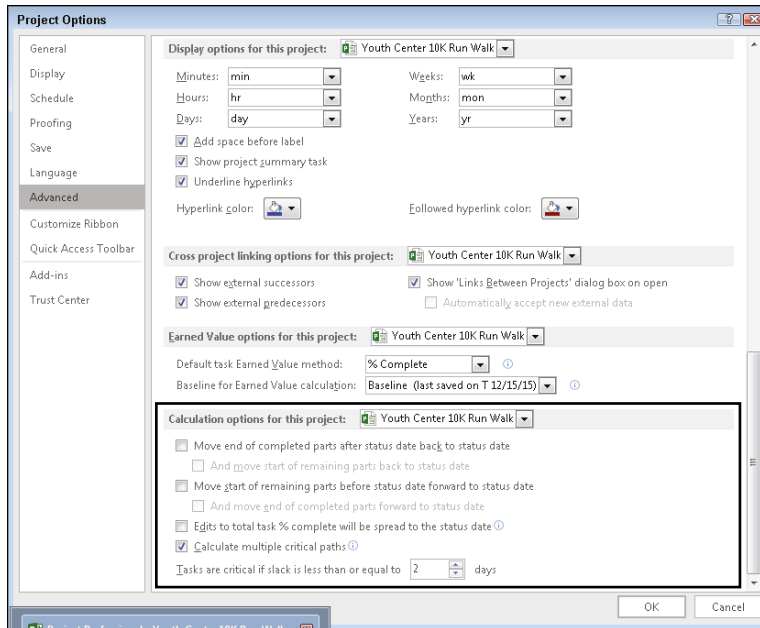 Project Options
General
Display
Schedule
Proofing
Save
Language
Advanced
Customize Ribbon
Quick Access Toolbar
Add-ins
Trust Center
Display options for this project: Youth Center 10K Run Walk
Minutes: min Weeks: wk
Hours: hr Months: mon
Days: day Years: yr
Add space before label
Show project summary task
Underline hyperlinks
Hyperlink color: Followed hyperlink color:
Cross project linking options for this project: Youth Center 10K Run Walk
Show external successors Show 'Links Between Projects' dialog box on open
Show external predecessors Automatically accept new external data
Earned Value options for this project: Youth Center 10K Run Walk
Default task Earned Value method: % Complete
Baseline for Earned Value calculation: Baseline (last saved on T 12/15/15)
Calculation options for this project: Youth Center 10K Run Walk
Move end of completed parts after status date back to status date
And move start of remaining parts back to status date
Move start of remaining parts before status date forward to status date
And move end of completed parts forward to status date
Edits to total task % complete will be spread to the status date
Calculate multiple critical paths
Tasks are critical if slack is less than or equal to 2 days
OK Cancel